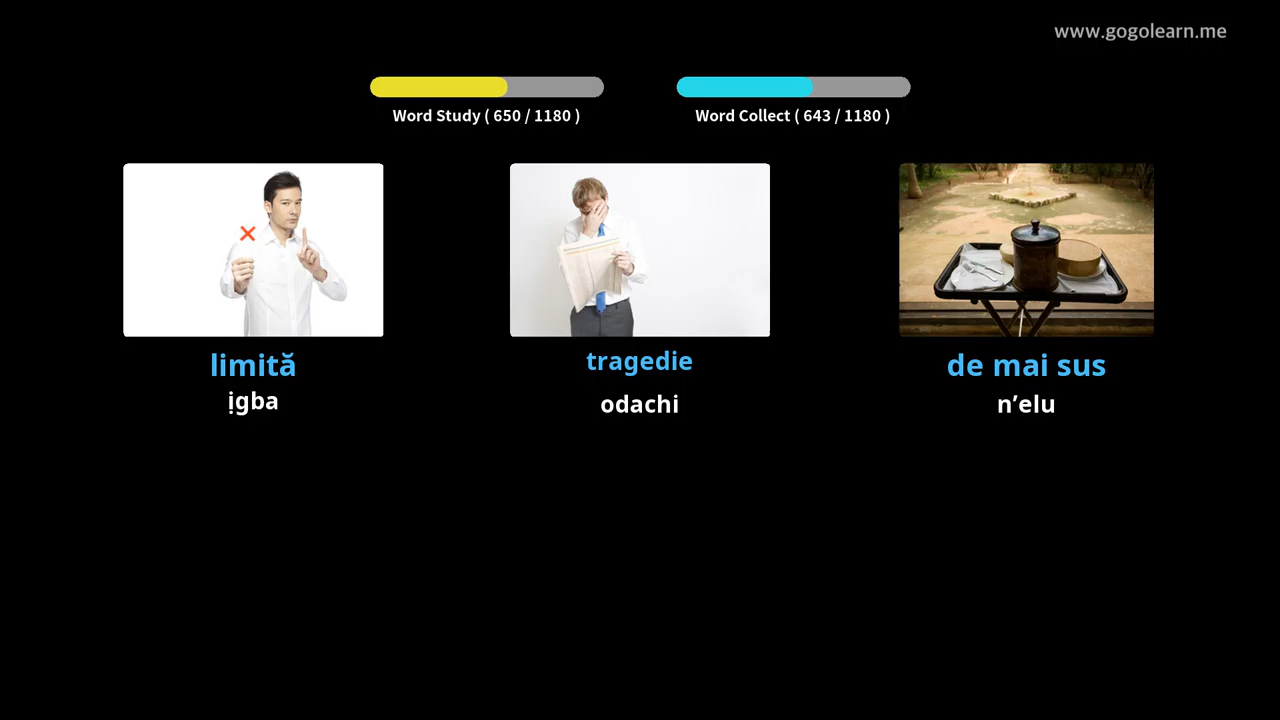 www.gogolearn.me
Word Study ( 650 / 1180 )
Word Collect ( 643 / 1180 )
limită
ịgba
tragedie
odachi
de mai sus
n’elu